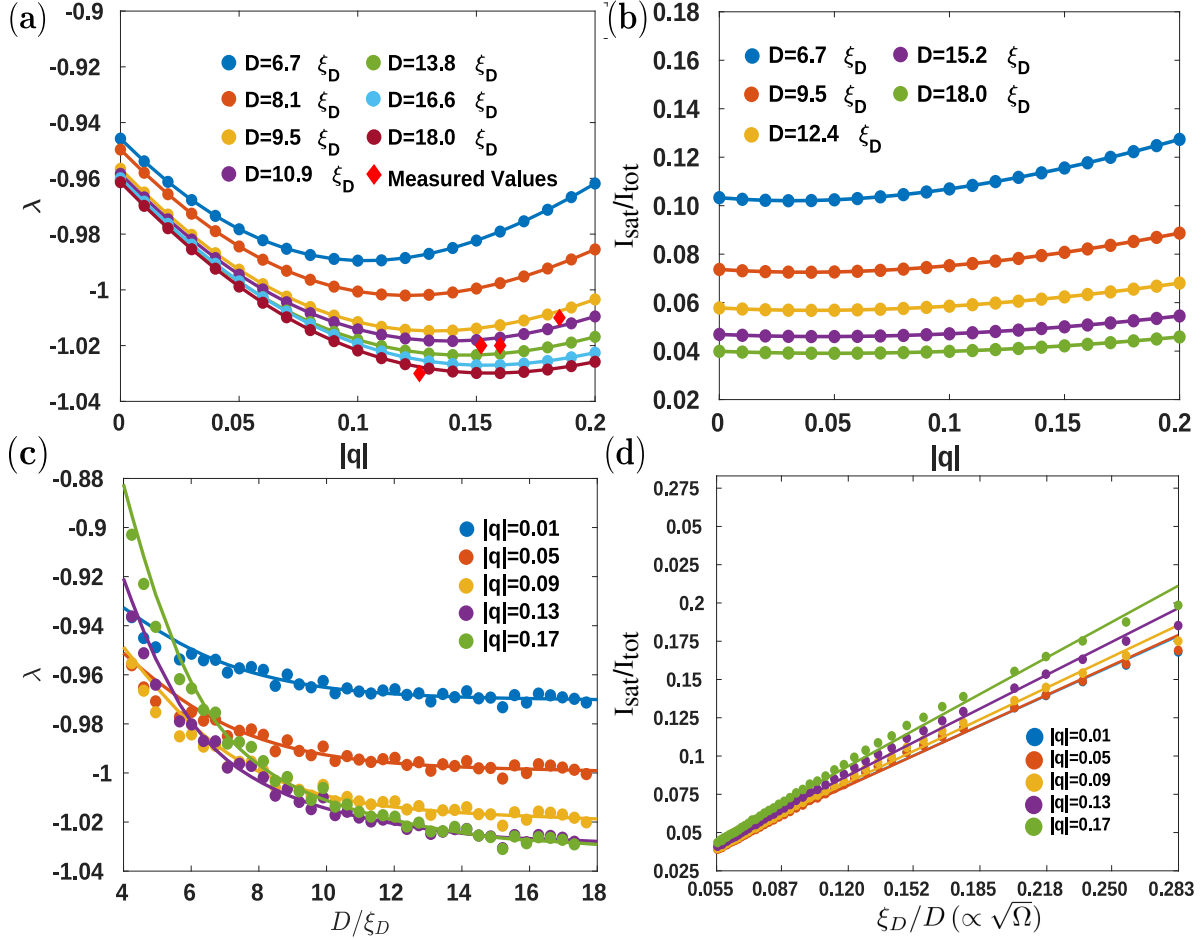 (a)
-0.9
-0.92
-0.94
-0.96
-0.98
-1
-1.02
-1.04
λ
D=6.7 ξD
D=8.1 ξD
D=9.5 ξD
D=10.9 ξD
D=13.8 ξD
D=16.6 ξD
D=18.0 ξD
Measured Values
0 0.05 0.1 0.15 0.2
|q|
(b)
0.18
0.16
0.14
0.12
0.10
0.08
0.06
0.04
0.02
Isat/Itot
D=6.7 ξD
D=9.5 ξD
D=12.4 ξD
D=15.2 ξD
D=18.0 ξD
0 0.05 0.1 0.15 0.2
|q|
(c)
-0.88
-0.9
-0.92
-0.94
-0.96
-0.98
-1
-1.02
-1.04
λ
|q|=0.01
|q|=0.05
|q|=0.09
|q|=0.13
|q|=0.17
4 6 8 10 12 14 16 18
D/ξD
(d)
0.275
0.05
0.025
0.2
0.175
0.15
0.125
0.1
0.075
0.05
0.025
Isat/Itot
|q|=0.01
|q|=0.05
|q|=0.09
|q|=0.13
|q|=0.17
0.055 0.087 0.120 0.152 0.185 0.218 0.250 0.283
ξD/D (∝ √Ω)